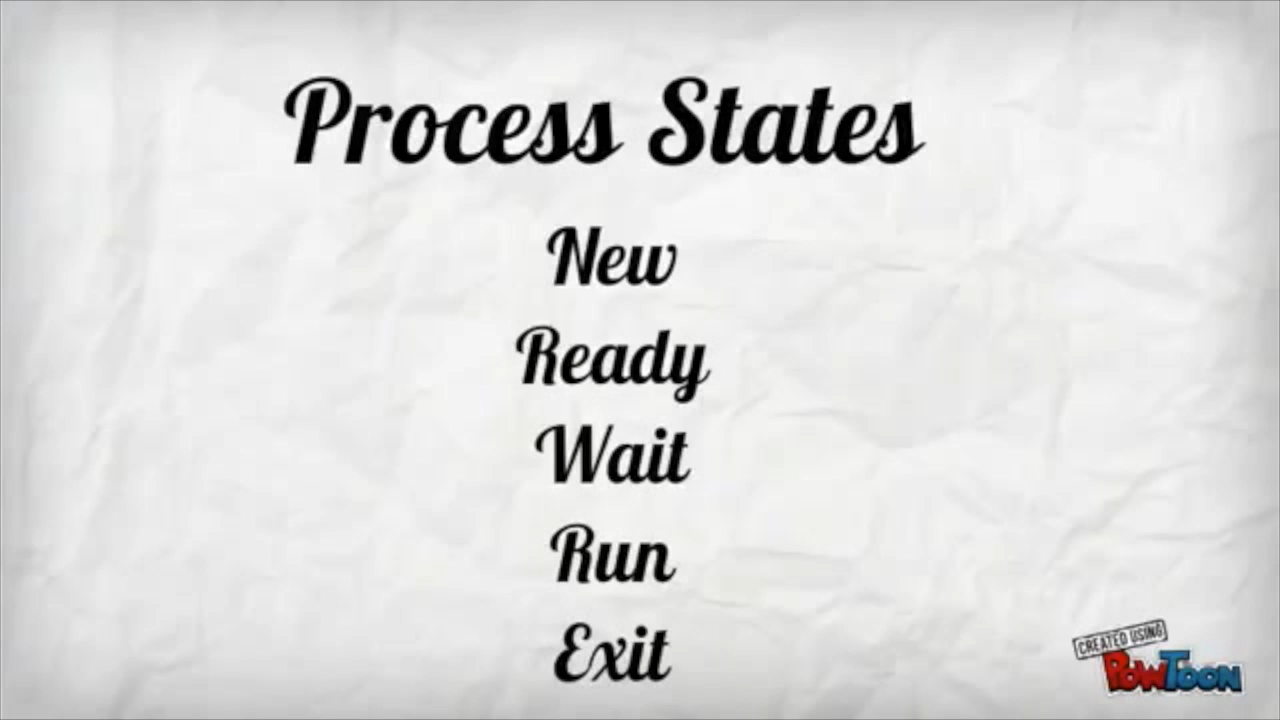 Process States
New
Ready
Wait
Run
Exit
CREATED USING
PowToon